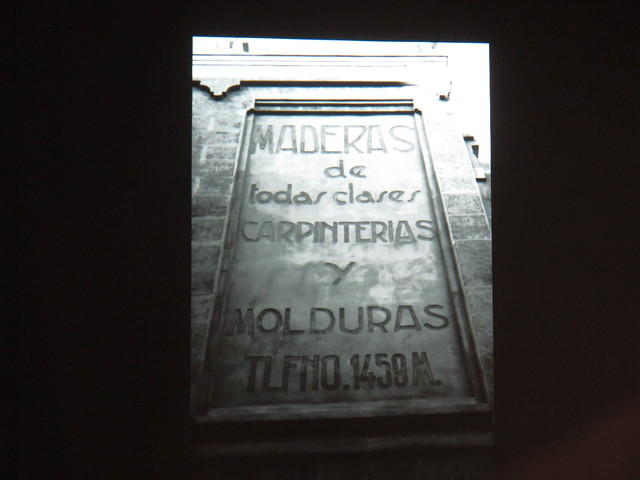 MADERAS
de
todas clases
CARPINTERIAS
Y
MOLDURAS
TLFNO. 1459 M.